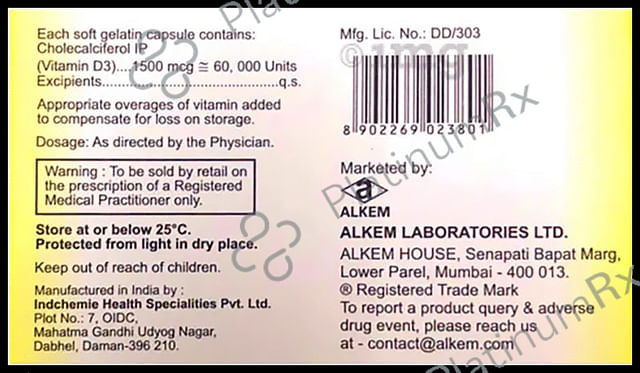 Each soft gelatin capsule contains:
Cholecalciferol IP
(Vitamin D3)....1500 mcg ≅ 60, 000 Units
Excipients............................................q.s.
Appropriate overages of vitamin added
to compensate for loss on storage.
Dosage: As directed by the Physician.
Warning : To be sold by retail on
the prescription of a Registered
Medical Practitioner only.
Store at or below 25°C.
Protected from light in dry place.
Keep out of reach of children.
Manufactured in India by :
Indchemie Health Specialities Pvt. Ltd.
Plot No.: 7, OIDC,
Mahatma Gandhi Udyog Nagar,
Dabhel, Daman-396 210.
Mfg. Lic. No.: DD/303
1mg
8 902269 023801
Marketed by:
a
ALKEM
ALKEM LABORATORIES LTD.
ALKEM HOUSE, Senapati Bapat Marg,
Lower Parel, Mumbai - 400 013.
® Registered Trade Mark
To report a product query & adverse
drug event, please reach us
at - contact@alkem.com
PlatinumRx
PlatinumRx
PlatinumRx